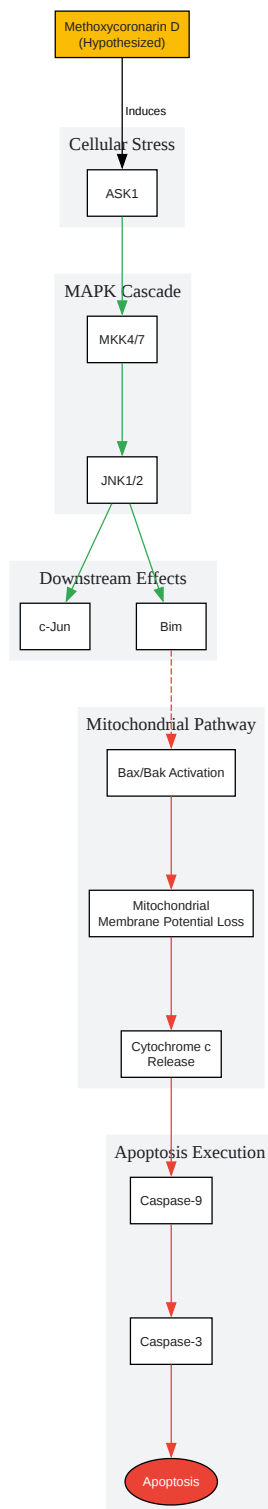 Methoxycoronarin D
(Hypothesized)
Induces
Cellular Stress
ASK1
MAPK Cascade
MKK4/7
JNK1/2
Downstream Effects
c-Jun
Bim
Mitochondrial Pathway
Bax/Bak Activation
Mitochondrial
Membrane Potential Loss
Cytochrome c
Release
Apoptosis Execution
Caspase-9
Caspase-3
Apoptosis